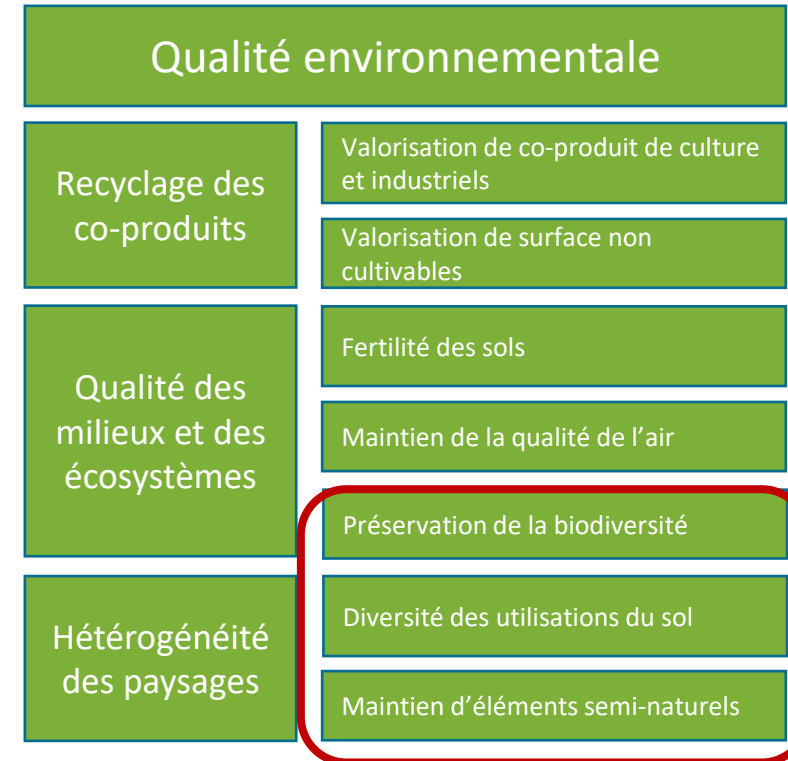 Qualité environnementale
Recyclage des
co-produits
Valorisation de co-produit de culture
et industriels
Valorisation de surface non
cultivables
Qualité des
milieux et des
écosystèmes
Fertilité des sols
Maintien de la qualité de l’air
Préservation de la biodiversité
Hétérogénéité
des paysages
Diversité des utilisations du sol
Maintien d’éléments semi-naturels